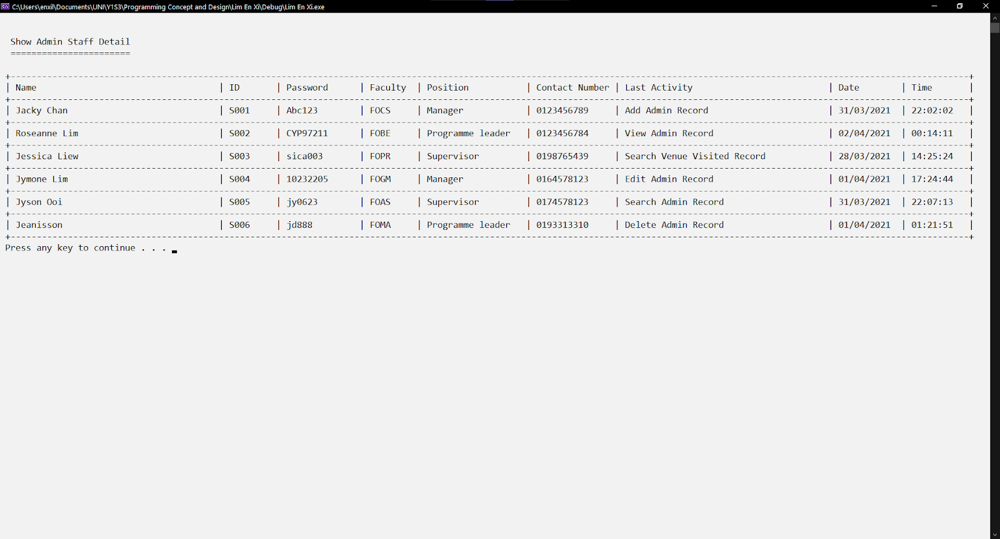 C:\Users\enxil\Documents\UNI\Y1S3\Programming Concept and Design\Lim En Xi\Debug\Lim En Xi.exe
Show Admin Staff Detail
=======================
| Name | ID | Password | Faculty | Position | Contact Number | Last Activity | Date | Time |
| Jacky Chan | S001 | Abc123 | FOCS | Manager | 0123456789 | Add Admin Record | 31/03/2021 | 22:02:02 |
| Roseanne Lim | S002 | CYP97211 | FOBE | Programme leader | 0123456784 | View Admin Record | 02/04/2021 | 00:14:11 |
| Jessica Liew | S003 | sica003 | FOPR | Supervisor | 0198765439 | Search Venue Visited Record | 28/03/2021 | 14:25:24 |
| Jymone Lim | S004 | 10232205 | FOGM | Manager | 0164578123 | Edit Admin Record | 01/04/2021 | 17:24:44 |
| Jyson Ooi | S005 | jy0623 | FOAS | Supervisor | 0174578123 | Search Admin Record | 31/03/2021 | 22:07:13 |
| Jeanisson | S006 | jd888 | FOMA | Programme leader | 0193313310 | Delete Admin Record | 01/04/2021 | 01:21:51 |
Press any key to continue . . .